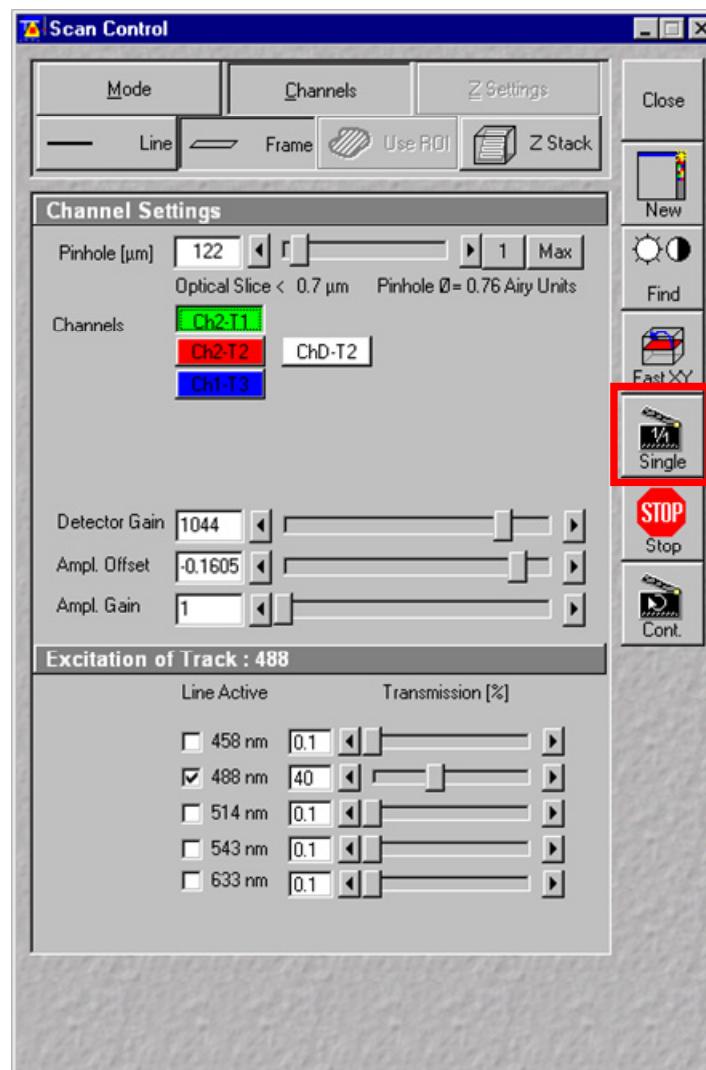 Scan Control
Mode
Channels
Z Settings
Line
Frame
Use ROI
Z Stack
Close
New
Find
Fast XY
1/1
Single
STOP
Stop
Cont.
Channel Settings
Pinhole [µm] 122 1 Max
Optical Slice < 0.7 µm Pinhole Ø= 0.76 Airy Units
Channels
Ch2-T1
Ch2-T2 ChD-T2
Ch1-T3
Detector Gain 1044
Ampl. Offset -0.1605
Ampl. Gain 1
Excitation of Track : 488
Line Active Transmission [%]
458 nm 0.1
488 nm 40
514 nm 0.1
543 nm 0.1
633 nm 0.1